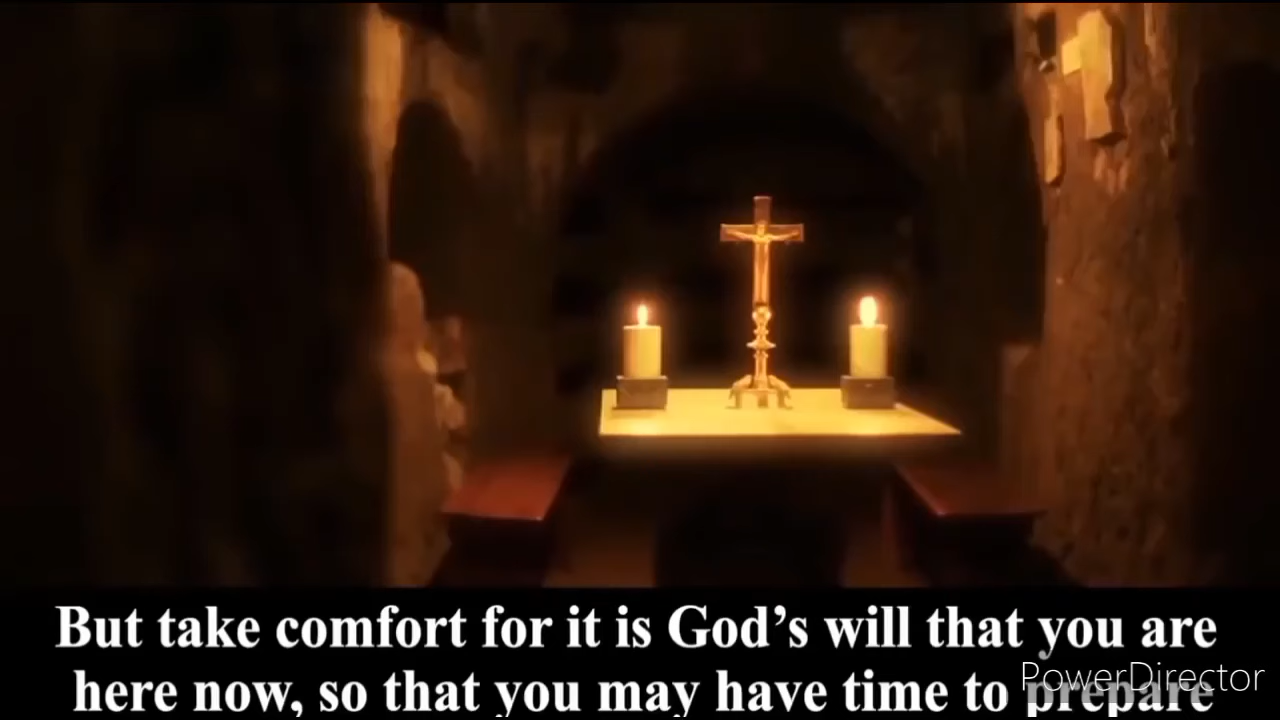 But take comfort for it is God's will that you are
here now, so that you may have time to prepare
PowerDirector